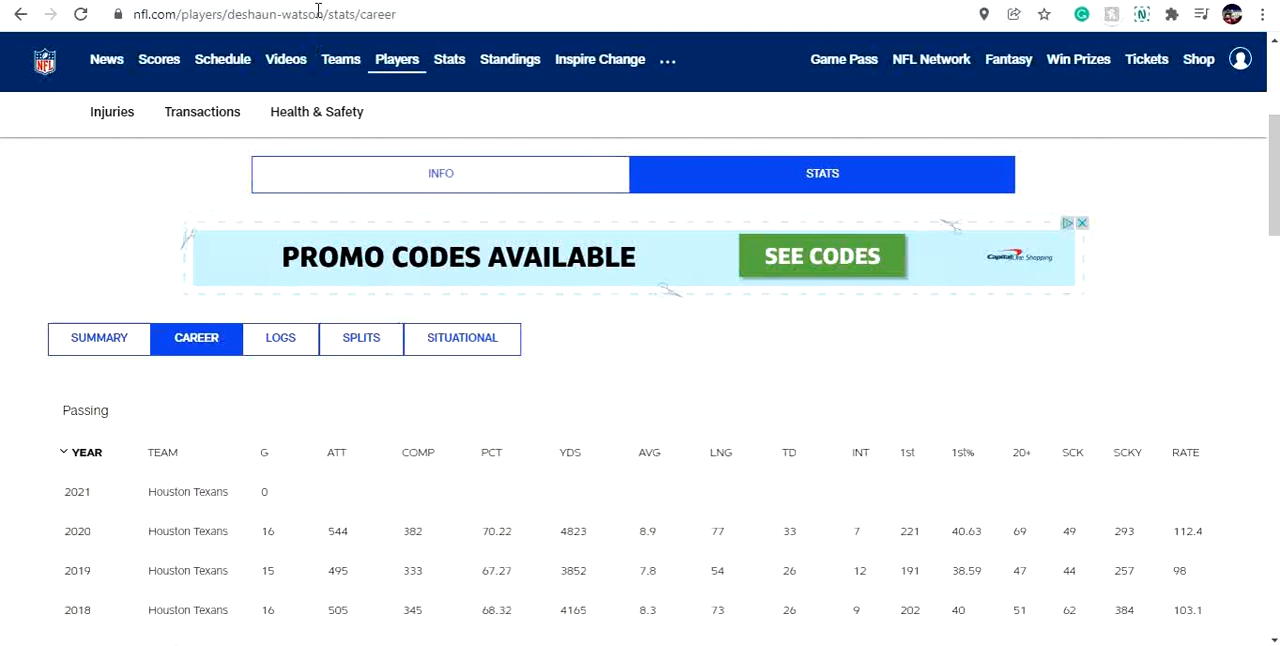 nfl.com/players/deshaun-watson/stats/career
NFL News Scores Schedule Videos Teams Players Stats Standings Inspire Change ... Game Pass NFL Network Fantasy Win Prizes Tickets Shop
Injuries Transactions Health & Safety
INFO STATS
PROMO CODES AVAILABLE SEE CODES Capital One Shopping
SUMMARY CAREER LOGS SPLITS SITUATIONAL
Passing
YEAR TEAM G ATT COMP PCT YDS AVG LNG TD INT 1st 1st% 20+ SCK SCKY RATE
2021 Houston Texans 0
2020 Houston Texans 16 544 382 70.22 4823 8.9 77 33 7 221 40.63 69 49 293 112.4
2019 Houston Texans 15 495 333 67.27 3852 7.8 54 26 12 191 38.59 47 44 257 98
2018 Houston Texans 16 505 345 68.32 4165 8.3 73 26 9 202 40 51 62 384 103.1